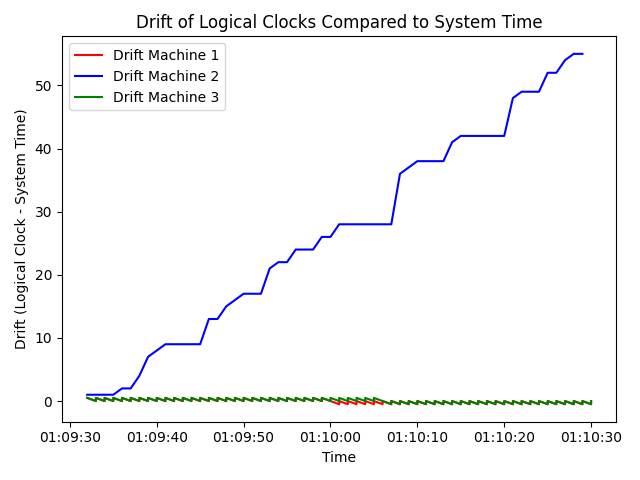 Drift of Logical Clocks Compared to System Time
Drift Machine 1
Drift Machine 2
Drift Machine 3
Drift (Logical Clock - System Time)
50
40
30
20
10
0
01:09:30 01:09:40 01:09:50 01:10:00 01:10:10 01:10:20 01:10:30
Time